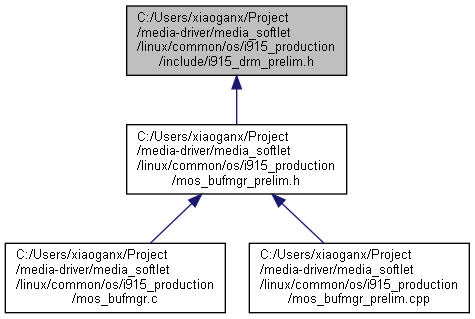 C:/Users/xiaoganx/Project
/media-driver/media_softlet
/linux/common/os/i915_production
/include/i915_drm_prelim.h
C:/Users/xiaoganx/Project
/media-driver/media_softlet
/linux/common/os/i915_production
/mos_bufmgr_prelim.h
C:/Users/xiaoganx/Project
/media-driver/media_softlet
/linux/common/os/i915_production
/mos_bufmgr.c
C:/Users/xiaoganx/Project
/media-driver/media_softlet
/linux/common/os/i915_production
/mos_bufmgr_prelim.cpp